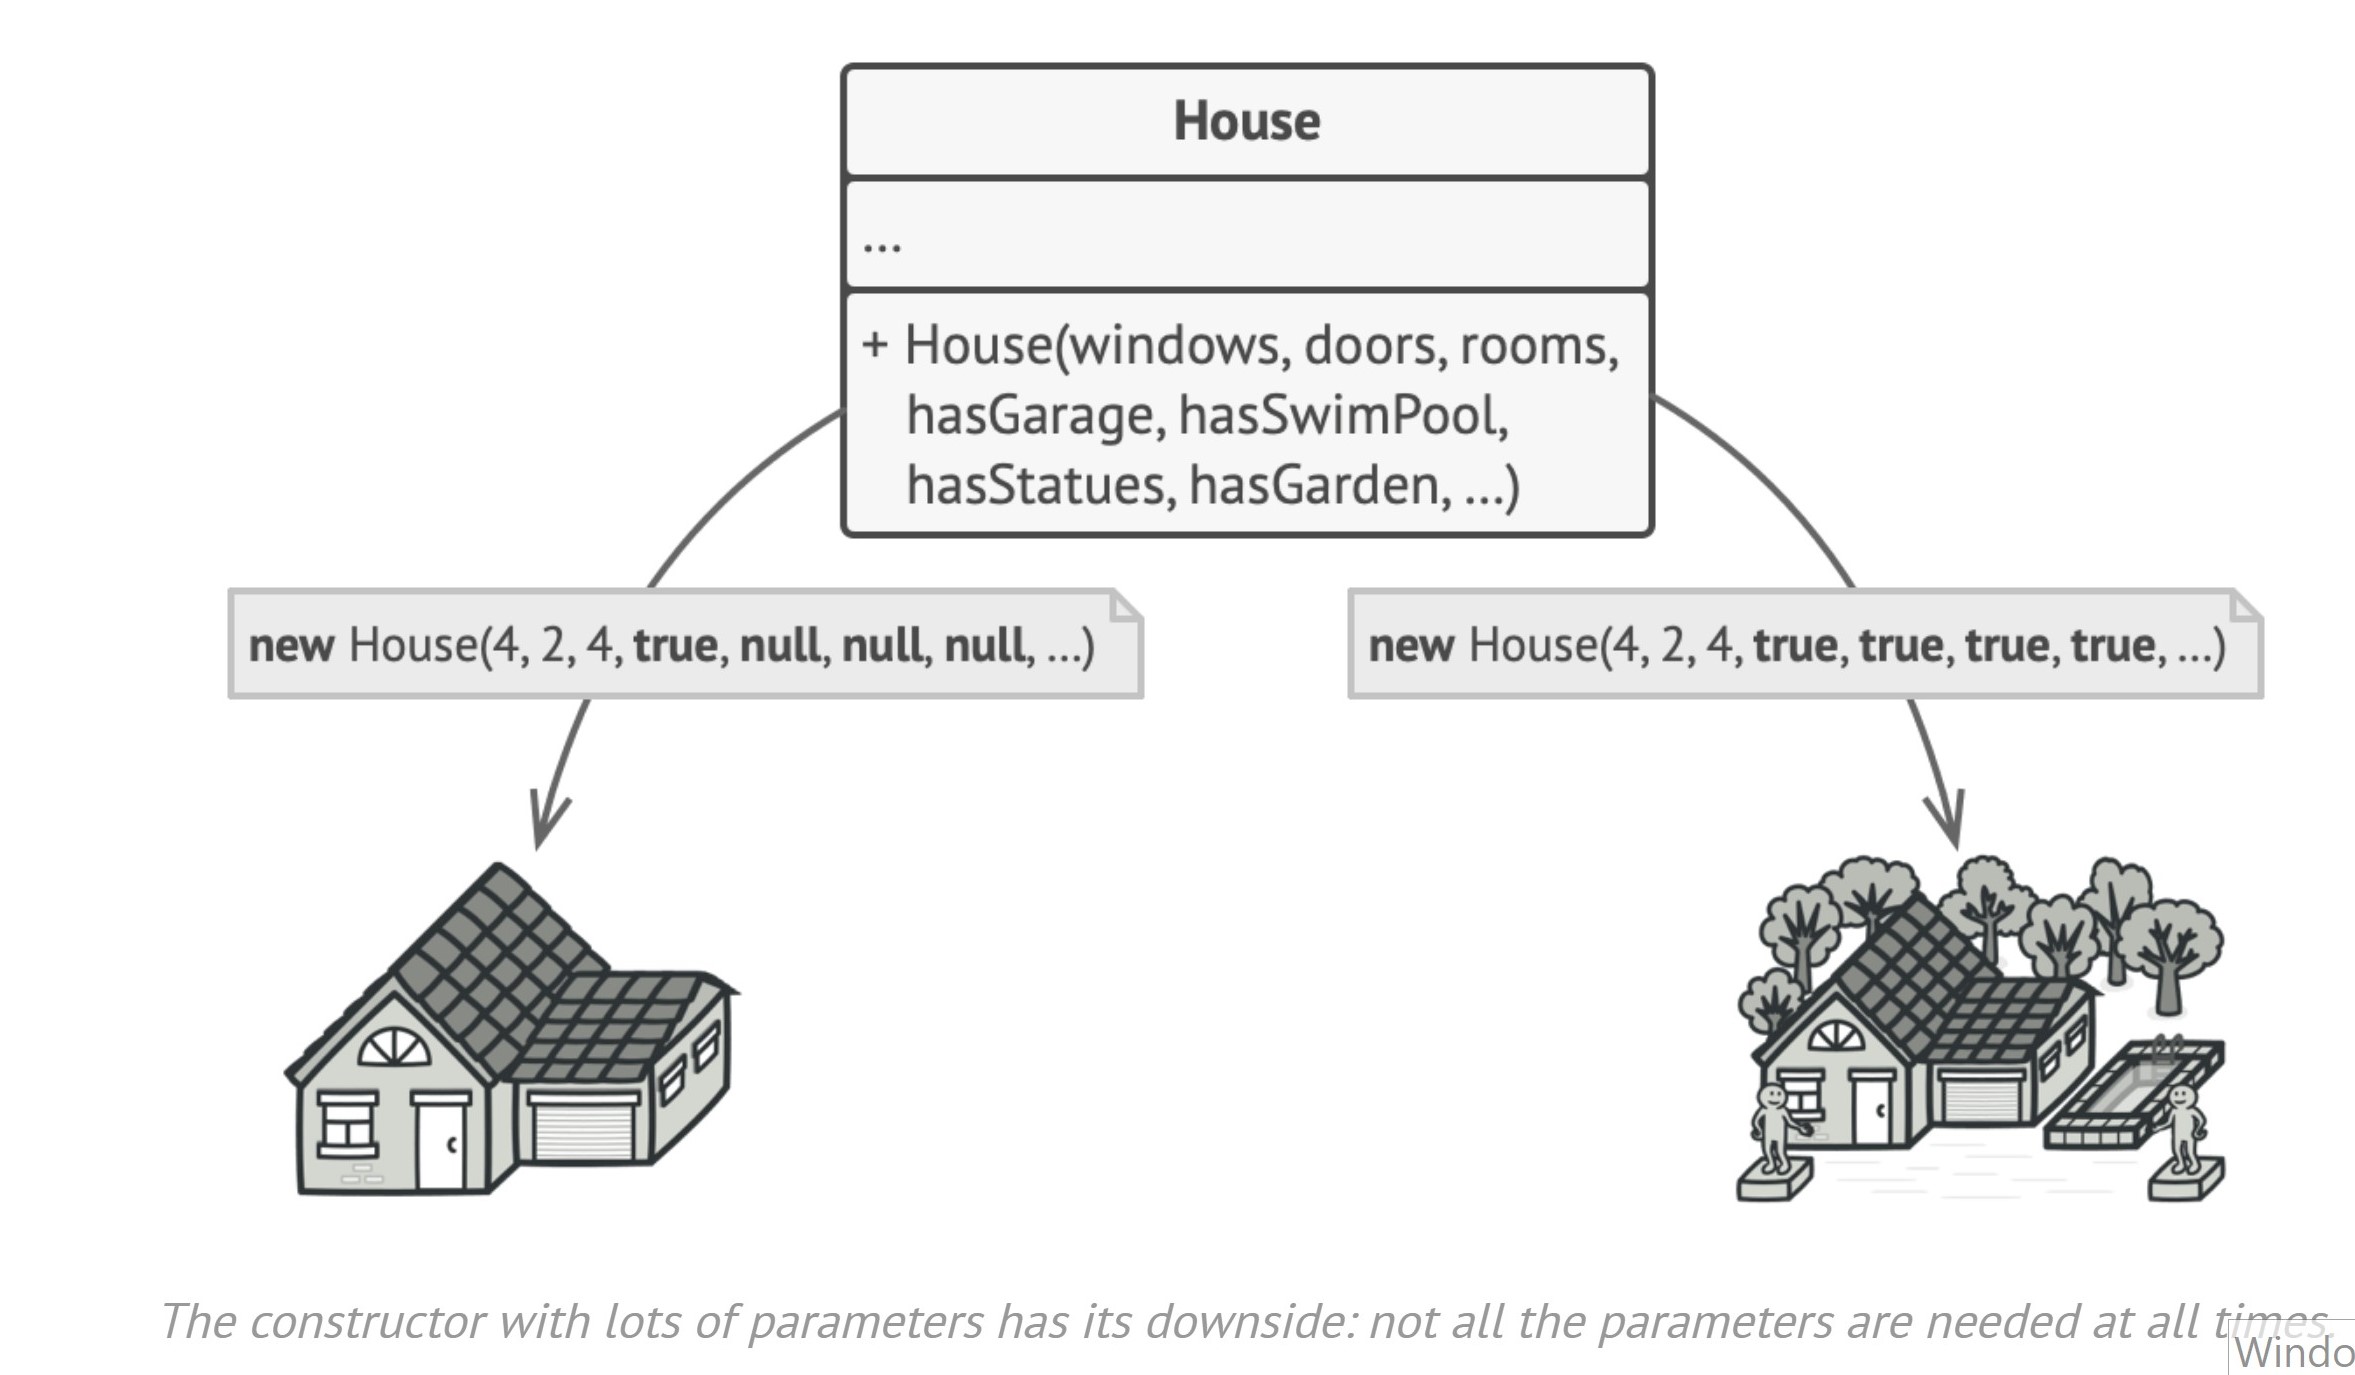 House
...
+ House(windows, doors, rooms,
hasGarage, hasSwimPool,
hasStatues, hasGarden, ...)
new House(4, 2, 4, true, null, null, null, ...)
new House(4, 2, 4, true, true, true, true, ...)
The constructor with lots of parameters has its downside: not all the parameters are needed at all times.
Windo